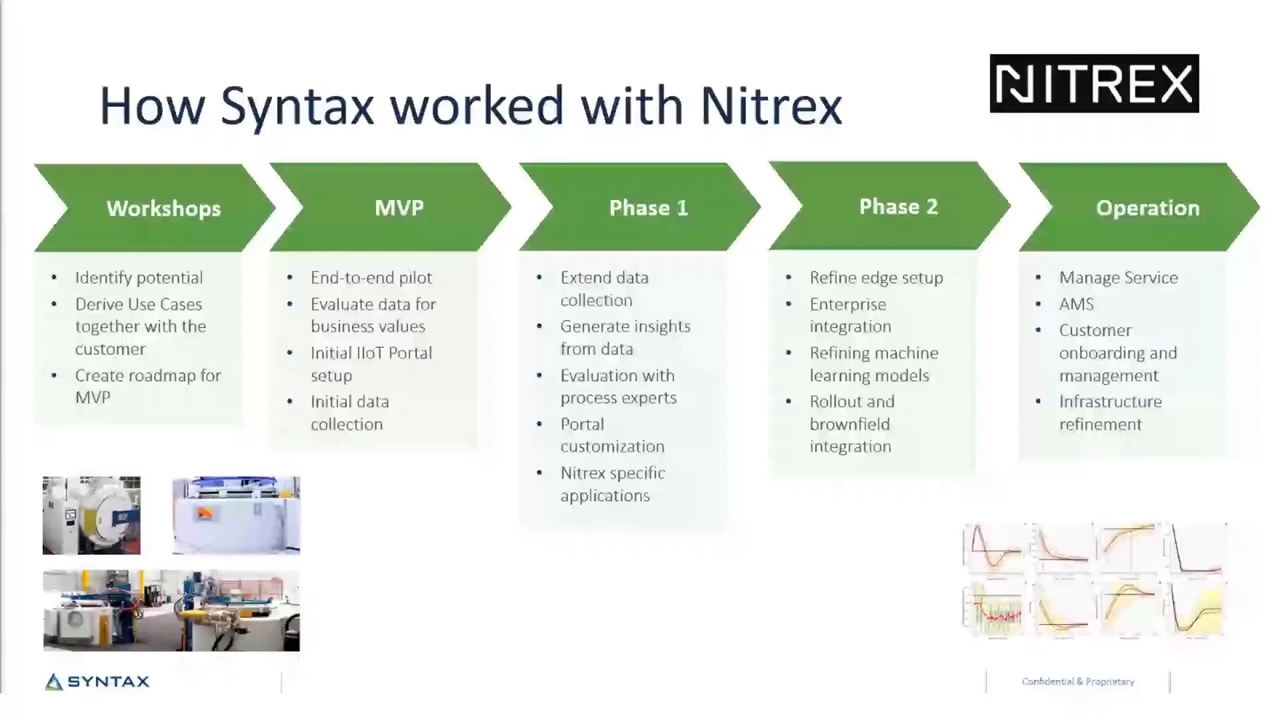 How Syntax worked with Nitrex
NITREX
Workshops
• Identify potential
• Derive Use Cases
together with the
customer
• Create roadmap for
MVP
MVP
• End-to-end pilot
• Evaluate data for
business values
• Initial IIoT Portal
setup
• Initial data
collection
Phase 1
• Extend data
collection
• Generate insights
from data
• Evaluation with
process experts
• Portal
customization
• Nitrex specific
applications
Phase 2
• Refine edge setup
• Enterprise
integration
• Refining machine
learning models
• Rollout and
brownfield
integration
Operation
• Manage Service
• AMS
• Customer
onboarding and
management
• Infrastructure
refinement
SYNTAX
Confidential & Proprietary